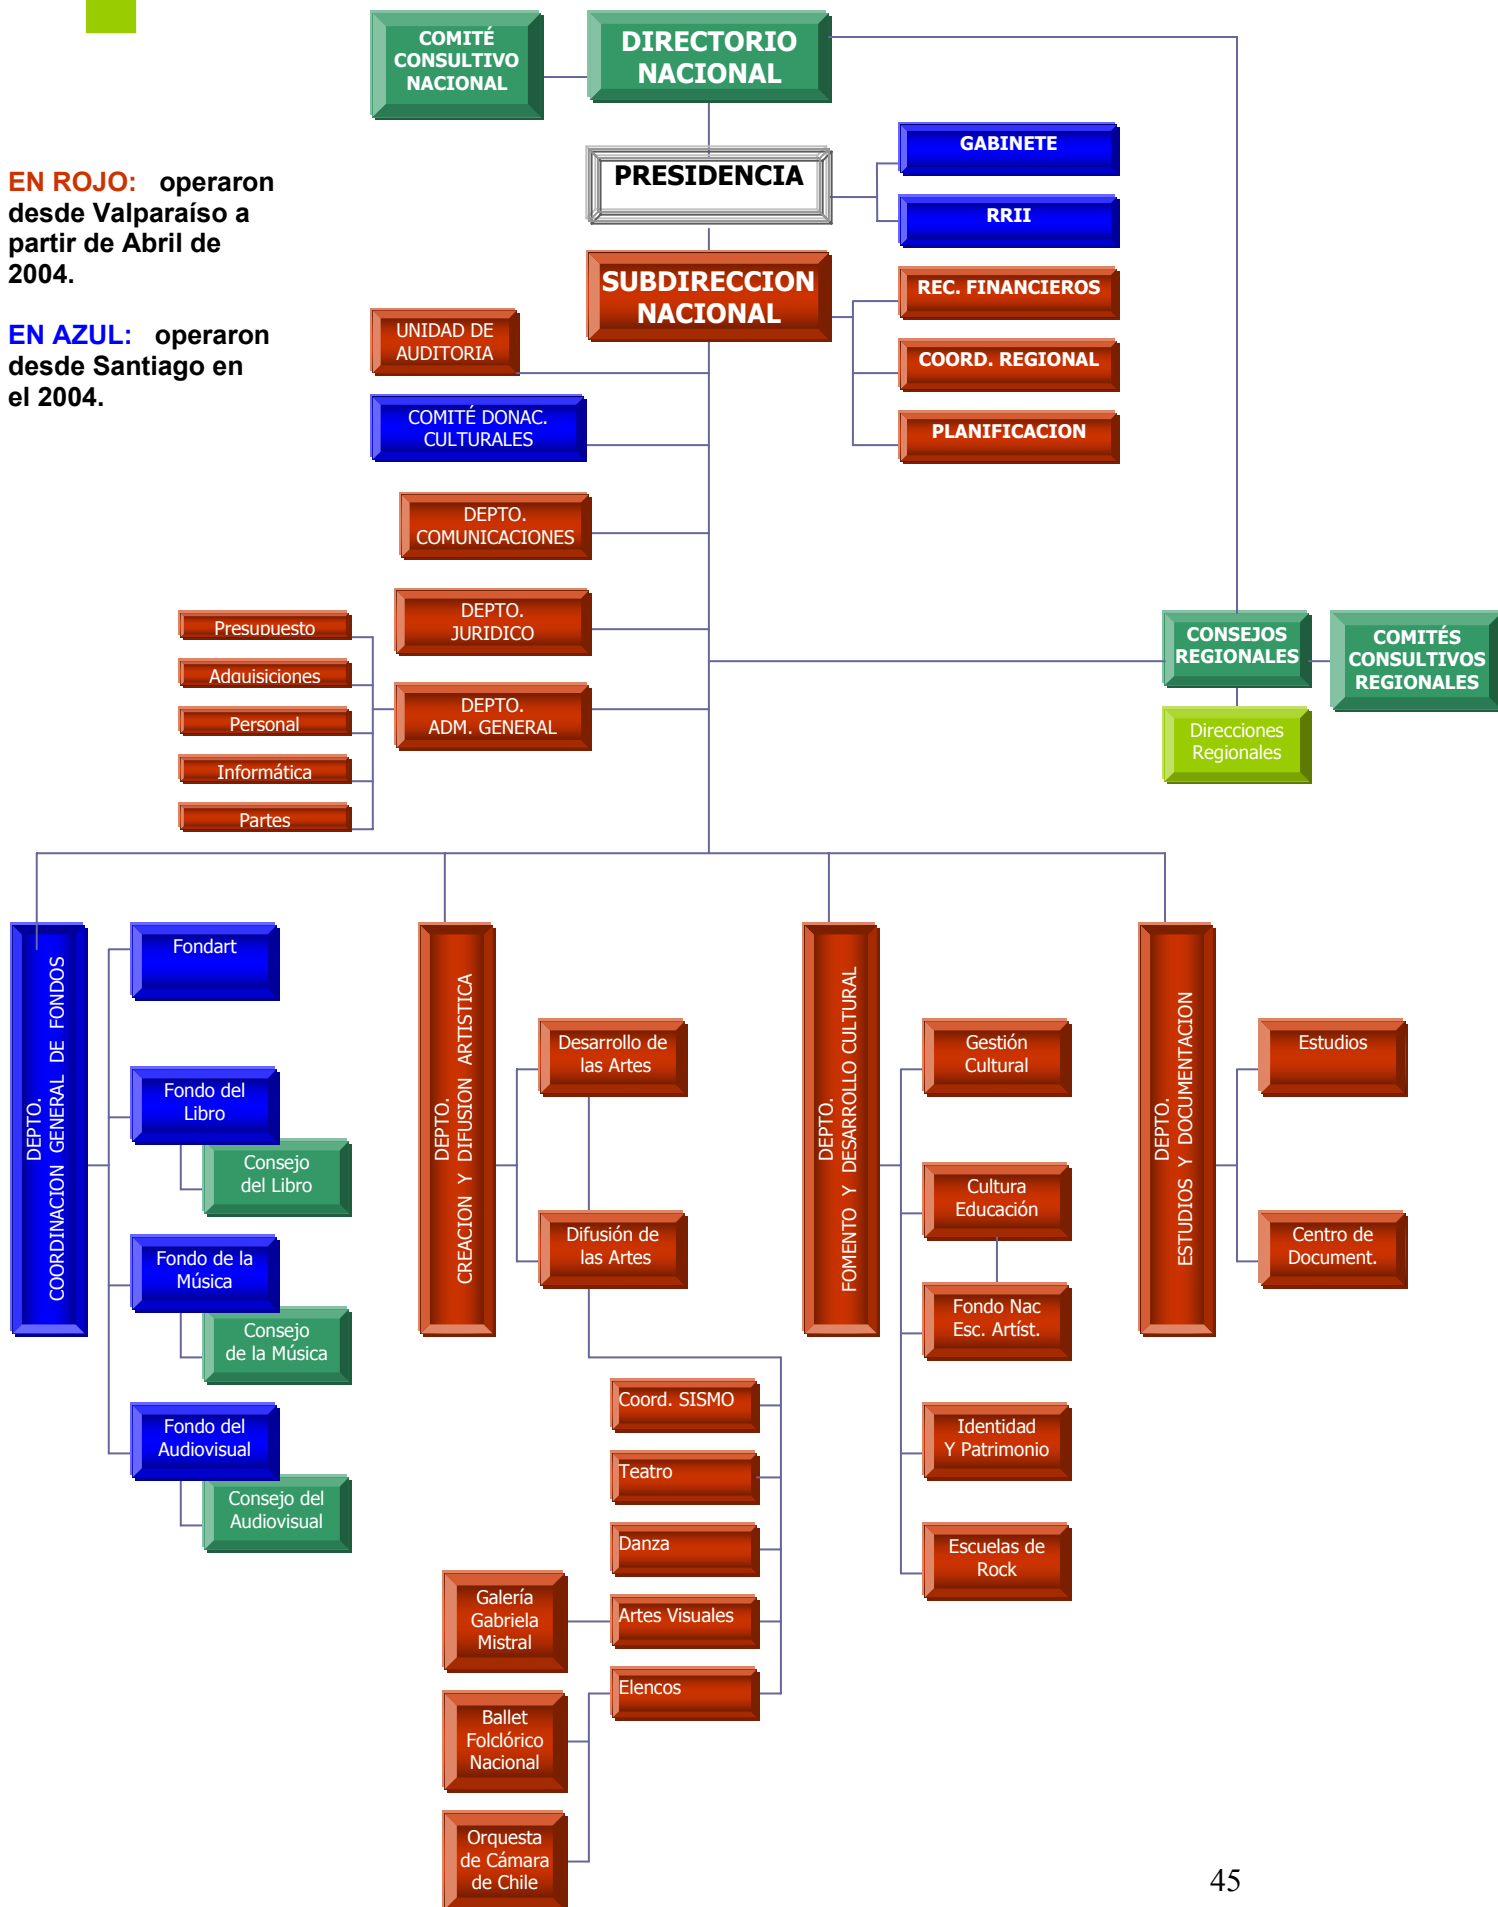 COMITÉ
CONSULTIVO
NACIONAL
DIRECTORIO
NACIONAL
PRESIDENCIA
GABINETE
RRII
EN ROJO: operaron
desde Valparaíso a
partir de Abril de
2004.
EN AZUL: operaron
desde Santiago en
el 2004.
SUBDIRECCION
NACIONAL
REC. FINANCIEROS
COORD. REGIONAL
PLANIFICACION
UNIDAD DE
AUDITORIA
COMITÉ DONAC.
CULTURALES
DEPTO.
COMUNICACIONES
DEPTO.
JURIDICO
DEPTO.
ADM. GENERAL
Presupuesto
Adquisiciones
Personal
Informática
Partes
CONSEJOS
REGIONALES
COMITÉS
CONSULTIVOS
REGIONALES
Direcciones
Regionales
DEPTO.
COORDINACION GENERAL DE FONDOS
Fondart
Fondo del
Libro
Consejo
del Libro
Fondo de la
Música
Consejo
de la Música
Fondo del
Audiovisual
Consejo del
Audiovisual
DEPTO.
CREACION Y DIFUSION ARTISTICA
Desarrollo de
las Artes
Difusión de
las Artes
Coord. SISMO
Teatro
Danza
Artes Visuales
Elencos
Galería
Gabriela
Mistral
Ballet
Folclórico
Nacional
Orquesta
de Cámara
de Chile
DEPTO.
FOMENTO Y DESARROLLO CULTURAL
Gestión
Cultural
Cultura
Educación
Fondo Nac
Esc. Artíst.
Identidad
Y Patrimonio
Escuelas de
Rock
DEPTO.
ESTUDIOS Y DOCUMENTACION
Estudios
Centro de
Document.
45